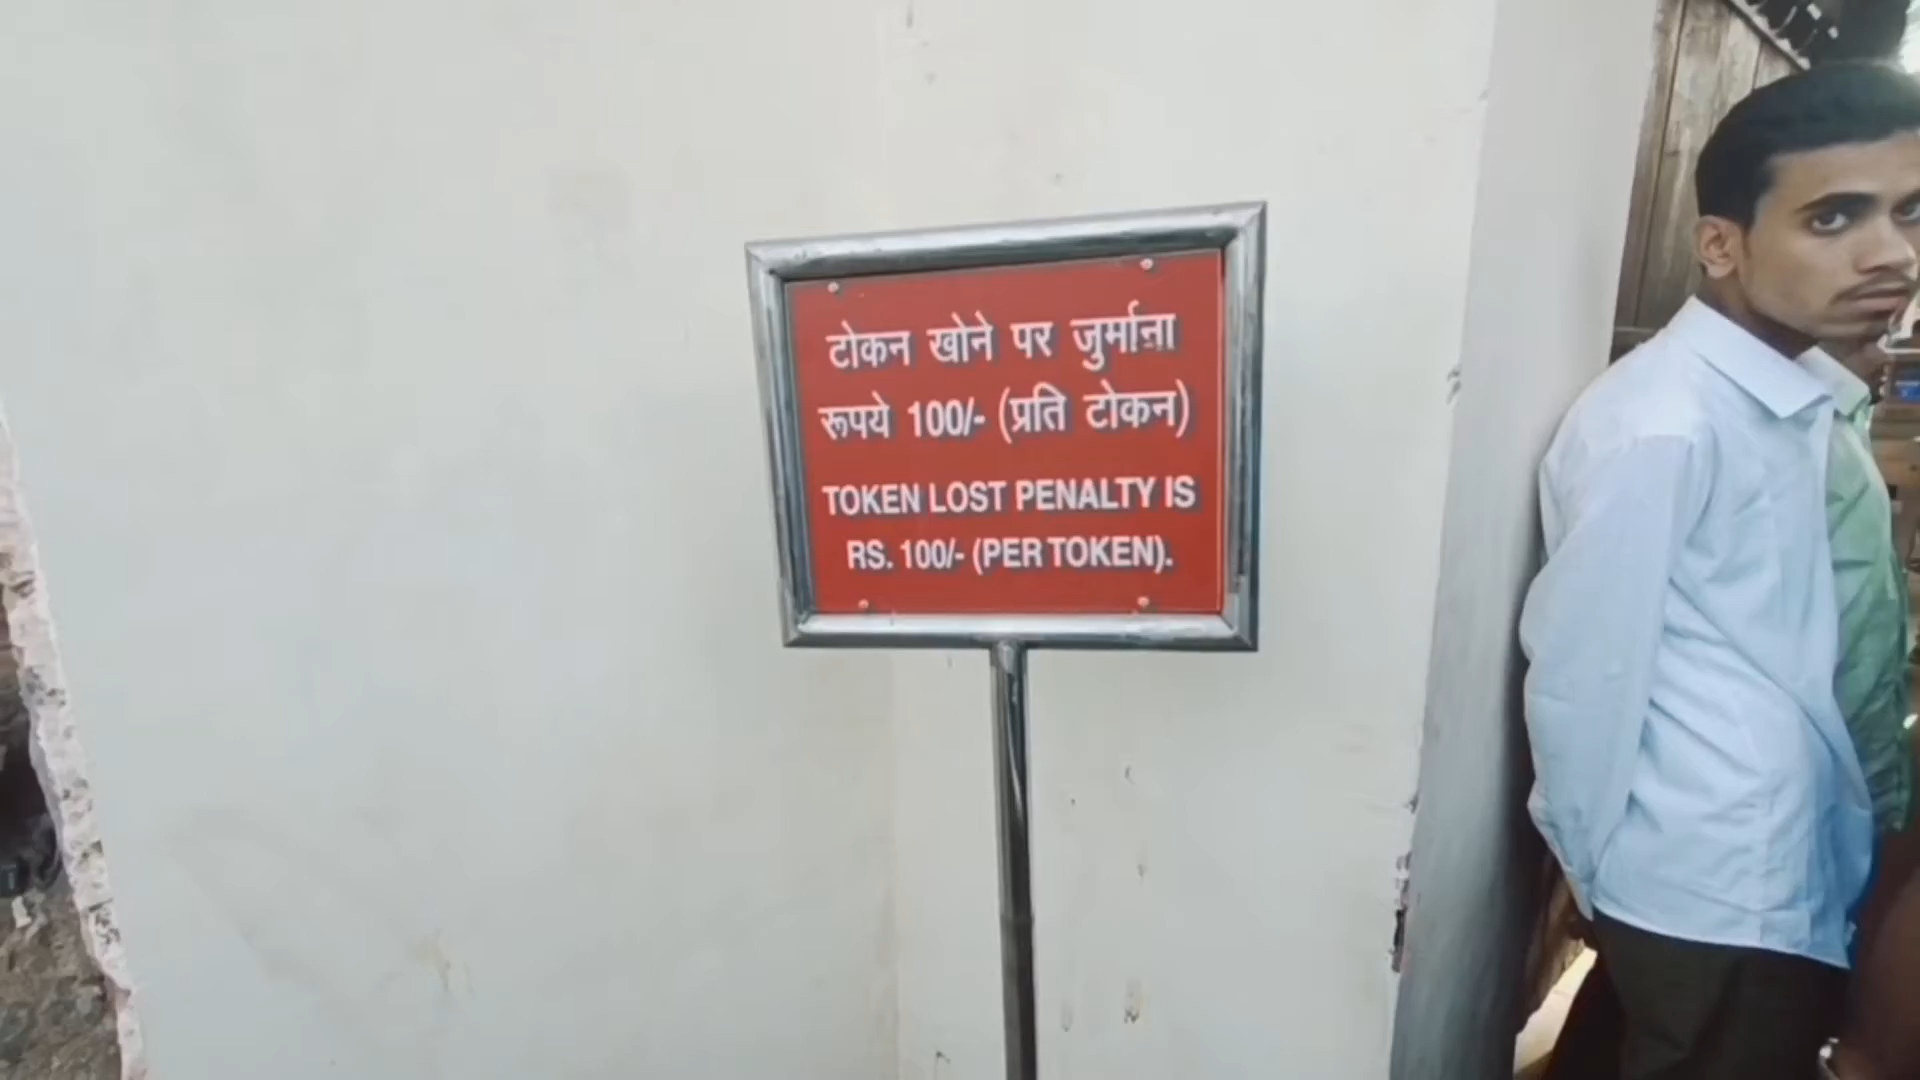 टोकन खोने पर जुर्माना
रूपये 100/- (प्रति टोकन)
TOKEN LOST PENALTY IS
RS. 100/- (PER TOKEN).